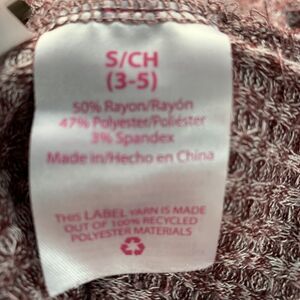 S/CH
(3-5)
50% Rayon/Rayón
47% Polyester/Poliéster
3% Spandex
Made in/Hecho en China
THIS LABEL YARN IS MADE
OUT OF 100% RECYCLED
POLYESTER MATERIALS